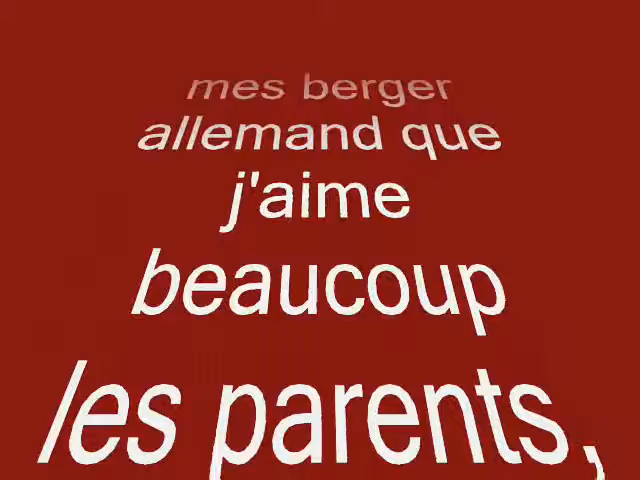 mes berger
allemand que
j'aime
beaucoup
les parents,